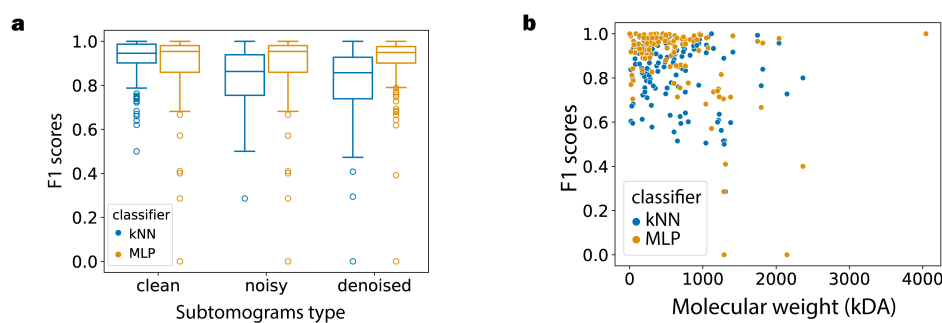 a
F1 scores
1.0
0.8
0.6
0.4
0.2
0.0
classifier
kNN
MLP
clean noisy denoised
Subtomograms type
b
F1 scores
1.0
0.8
0.6
0.4
0.2
0.0
classifier
kNN
MLP
0 1000 2000 3000 4000
Molecular weight (kDA)